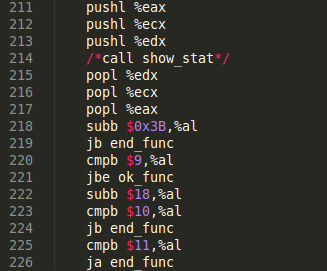 211 pushl %eax
212 pushl %ecx
213 pushl %edx
214 /*call show_stat*/
215 popl %edx
216 popl %ecx
217 popl %eax
218 subb $0x3B,%al
219 jb end_func
220 cmpb $9,%al
221 jbe ok_func
222 subb $18,%al
223 cmpb $10,%al
224 jb end_func
225 cmpb $11,%al
226 ja end_func